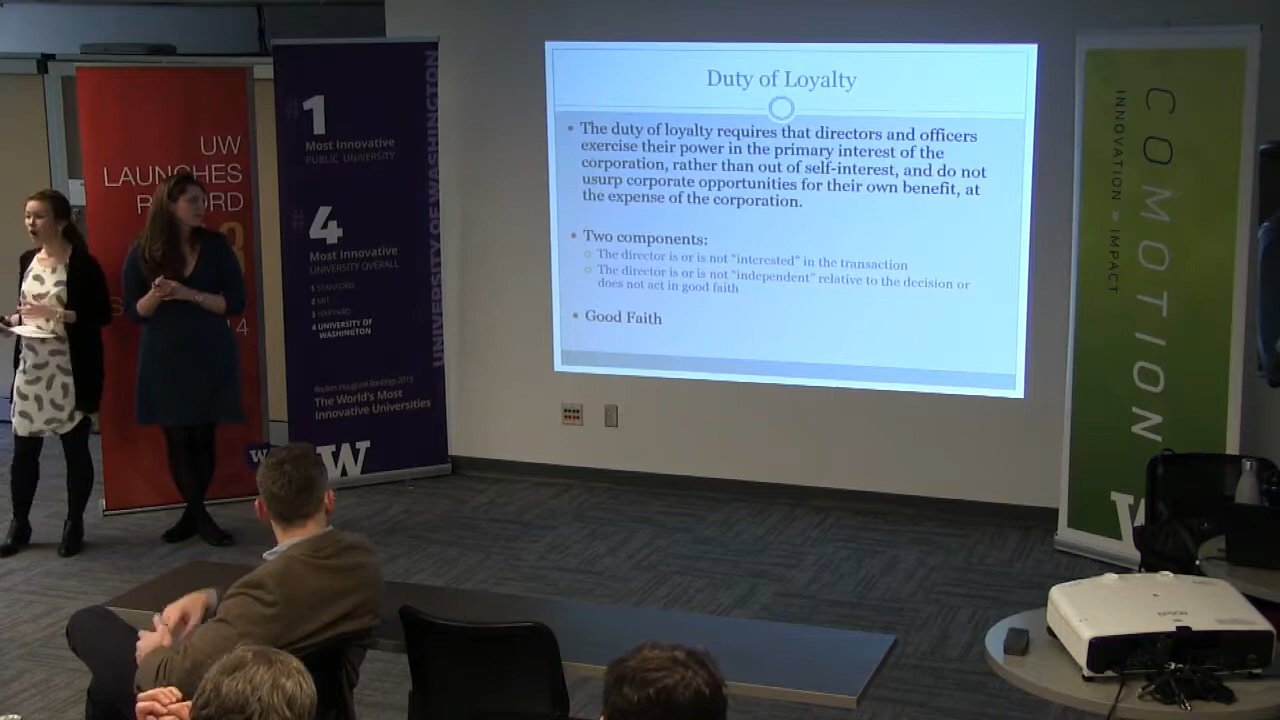 UW
LAUNCHES
#1
Most Innovative
PUBLIC UNIVERSITY
#4
Most Innovative
UNIVERSITY OVERALL
1 STANFORD
2 MIT
3 HARVARD
4 UNIVERSITY OF
WASHINGTON
The World's Most
Innovative Universities
W
W
UNIVERSITY OF WASHINGTON
Duty of Loyalty
• The duty of loyalty requires that directors and officers
exercise their power in the primary interest of the
corporation, rather than out of self-interest, and do not
usurp corporate opportunities for their own benefit, at
the expense of the corporation.
• Two components:
The director is or is not "interested" in the transaction
The director is or is not "independent" relative to the decision or
does not act in good faith
• Good Faith
COMOTION
INNOVATION » IMPACT
EPSON